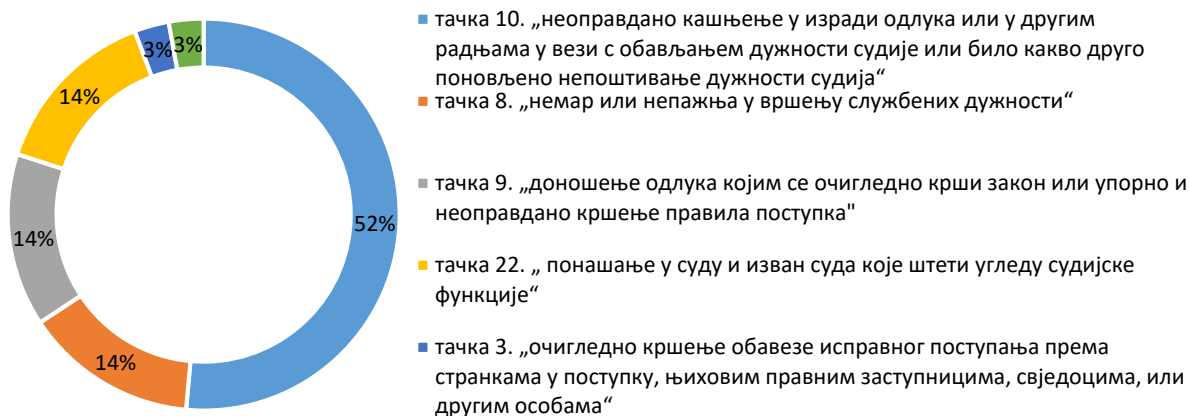 тачка 10. „неоправдано кашњење у изради одлука или у другим
радњама у вези с обављањем дужности судије или било какво друго
поновљено непоштивање дужности судија“
тачка 8. „немар или непажња у вршењу службених дужности“
тачка 9. „доношење одлука којим се очигледно крши закон или упорно и
неоправдано кршење правила поступка"
тачка 22. „ понашање у суду и изван суда које штети угледу судијске
функције“
тачка 3. „очигледно кршење обавезе исправног поступања према
странкама у поступку, њиховим правним заступницима, свједоцима, или
другим особама“
3%
3%
14%
14%
14%
52%